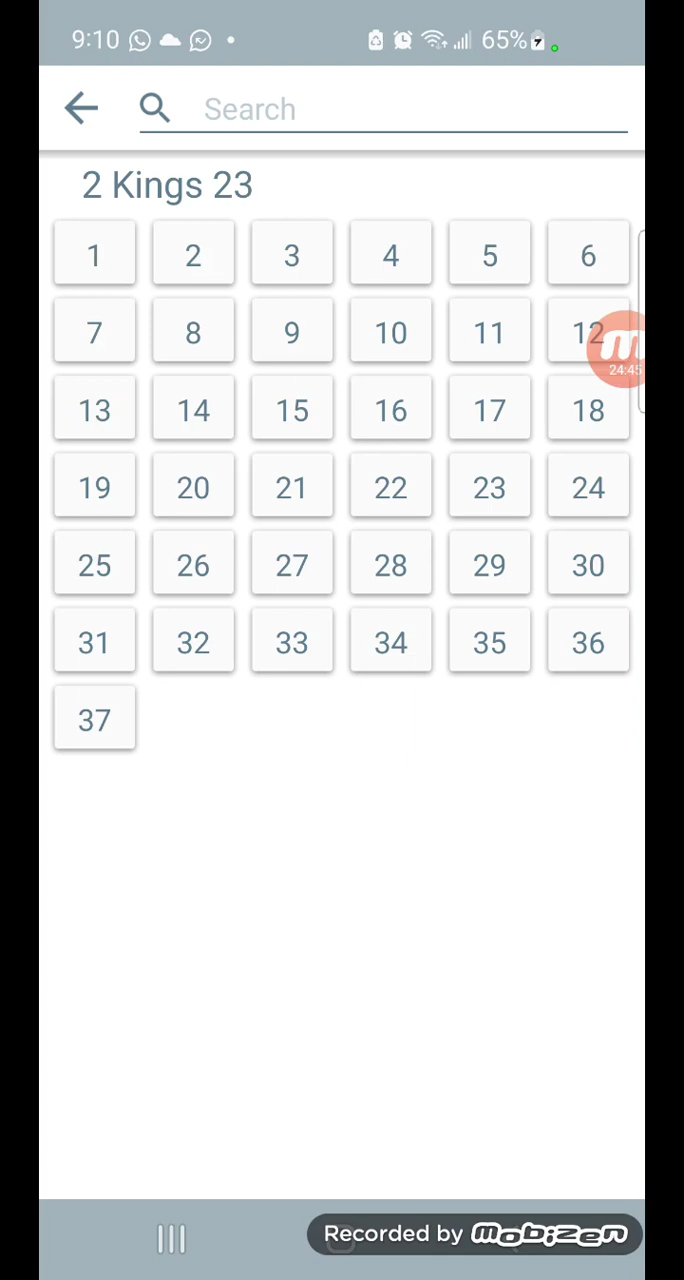 9:10 65%
Search
2 Kings 23
1 2 3 4 5 6
7 8 9 10 11 12
24:45
13 14 15 16 17 18
19 20 21 22 23 24
25 26 27 28 29 30
31 32 33 34 35 36
37
Recorded by mobizen